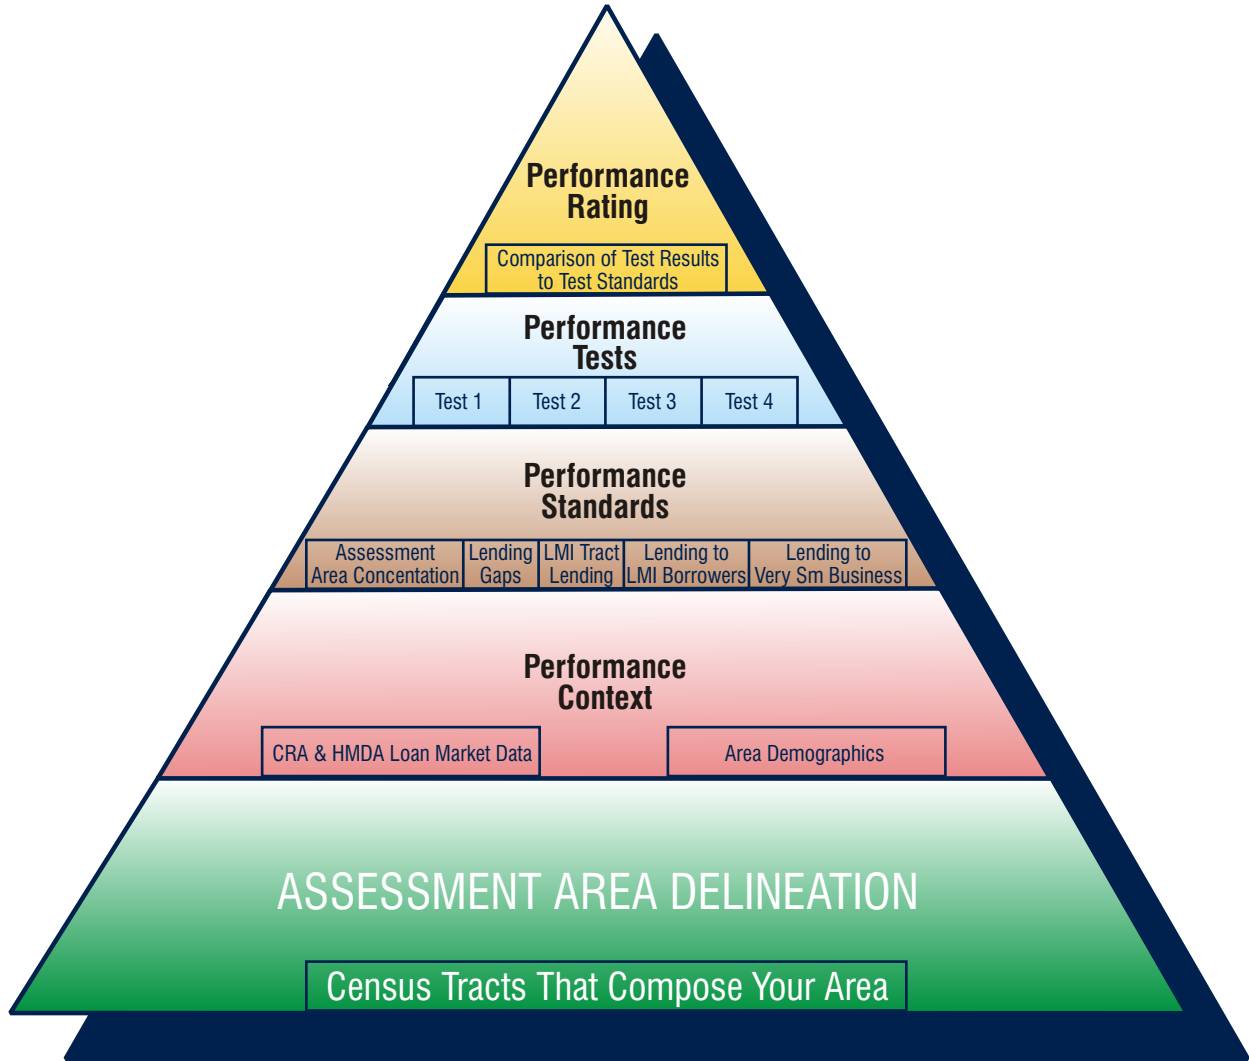 Performance
Rating
Comparison of Test Results
to Test Standards
Performance
Tests
Test 1
Test 2
Test 3
Test 4
Performance
Standards
Assessment
Area Concentation
Lending
Gaps
LMI Tract
Lending
Lending to
LMI Borrowers
Lending to
Very Sm Business
Performance
Context
CRA & HMDA Loan Market Data
Area Demographics
ASSESSMENT AREA DELINEATION
Census Tracts That Compose Your Area